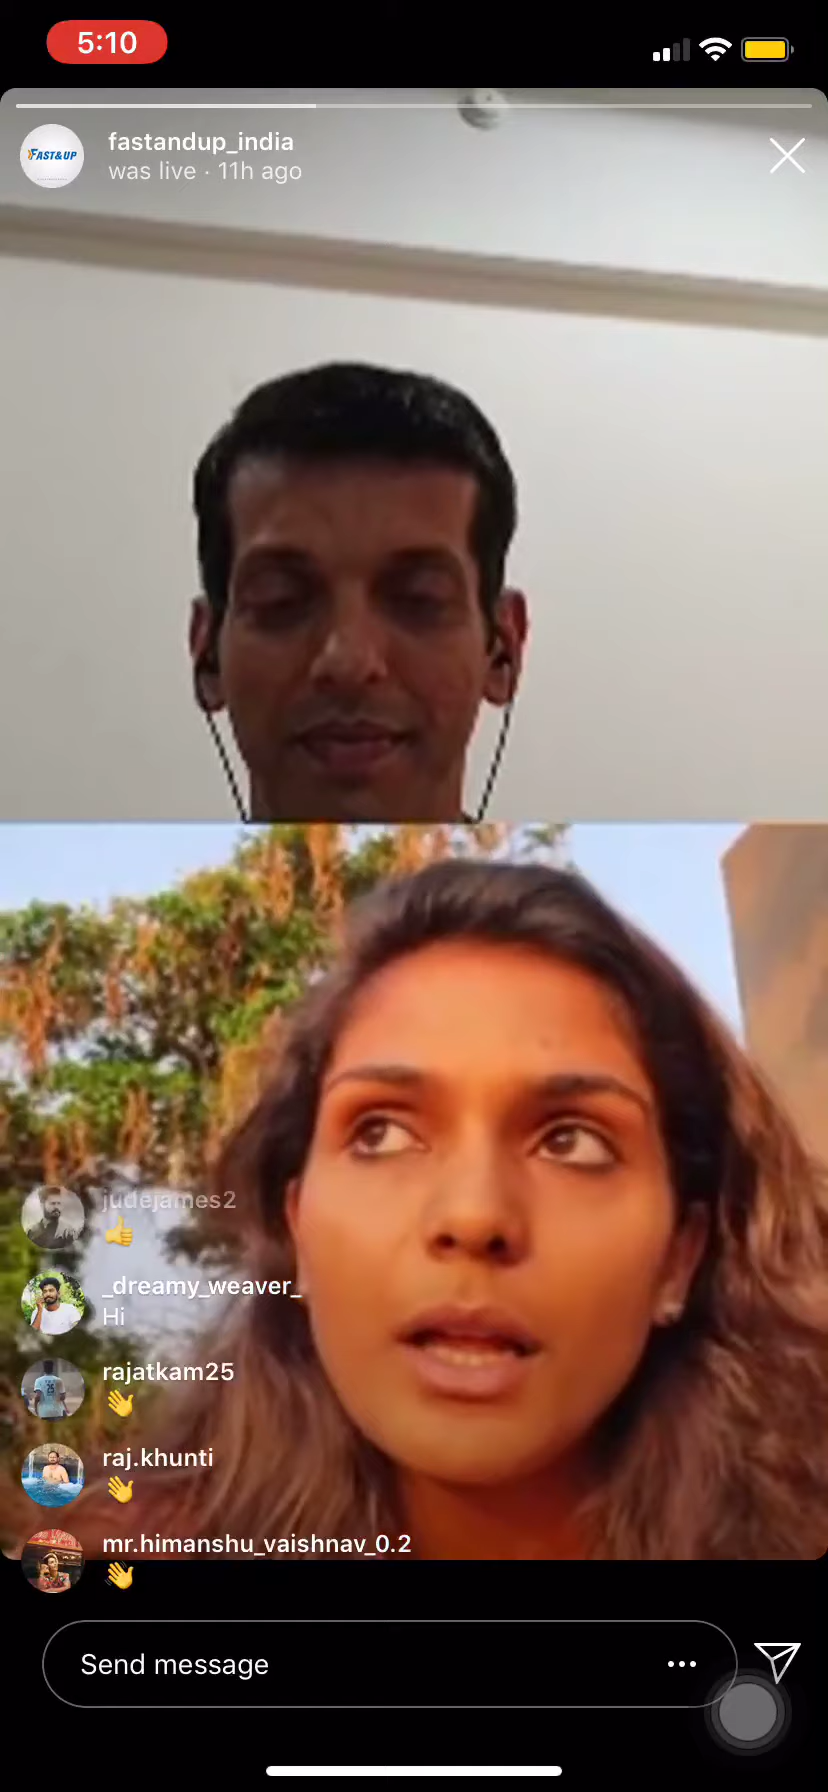 5:10
FAST&UP
fastandup_india
was live · 11h ago
judejames2
_dreamy_weaver_
Hi
rajatkam25
raj.khunti
mr.himanshu_vaishnav_0.2
Send message